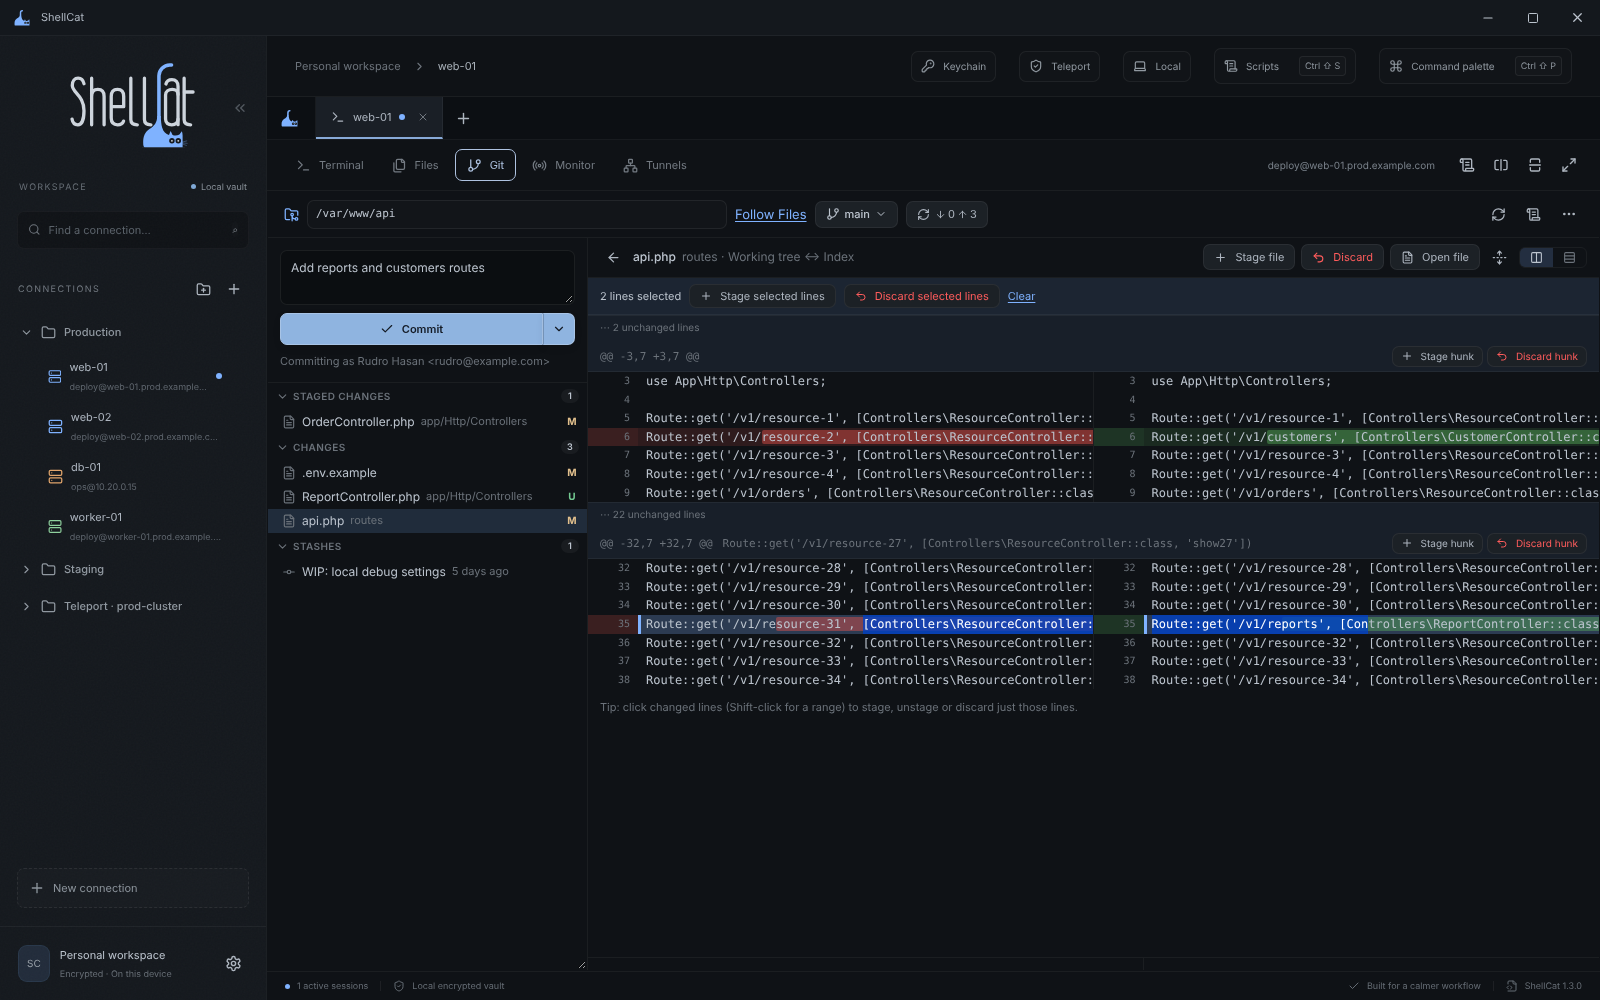 ShellCat
ShellCat
Personal workspace > web-01
Keychain
Teleport
Local
Scripts Ctrl ⇧ S
Command palette Ctrl ⇧ P
WORKSPACE
Local vault
Find a connection...
CONNECTIONS
Production
web-01
deploy@web-01.prod.example...
web-02
deploy@web-02.prod.example.c...
db-01
ops@10.20.0.15
worker-01
deploy@worker-01.prod.example....
Staging
Teleport · prod-cluster
New connection
SC
Personal workspace
Encrypted · On this device
web-01
Terminal
Files
Git
Monitor
Tunnels
deploy@web-01.prod.example.com
/var/www/api
Follow Files
main
↓ 0 ↑ 3
Add reports and customers routes
Commit
Committing as Rudro Hasan <rudro@example.com>
STAGED CHANGES 1
OrderController.php app/Http/Controllers M
CHANGES 3
.env.example M
ReportController.php app/Http/Controllers U
api.php routes M
STASHES 1
WIP: local debug settings 5 days ago
api.php routes · Working tree ↔ Index
Stage file
Discard
Open file
2 lines selected
Stage selected lines
Discard selected lines
Clear
··· 2 unchanged lines
@@ -3,7 +3,7 @@
Stage hunk
Discard hunk
3 use App\Http\Controllers; 3 use App\Http\Controllers;
4 4
5 Route::get('/v1/resource-1', [Controllers\ResourceController:: 5 Route::get('/v1/resource-1', [Controllers\ResourceController::
6 Route::get('/v1/resource-2', [Controllers\ResourceController:: 6 Route::get('/v1/customers', [Controllers\CustomerController::c
7 Route::get('/v1/resource-3', [Controllers\ResourceController:: 7 Route::get('/v1/resource-3', [Controllers\ResourceController::
8 Route::get('/v1/resource-4', [Controllers\ResourceController:: 8 Route::get('/v1/resource-4', [Controllers\ResourceController::
9 Route::get('/v1/orders', [Controllers\ResourceController::clas 9 Route::get('/v1/orders', [Controllers\ResourceController::clas
··· 22 unchanged lines
@@ -32,7 +32,7 @@ Route::get('/v1/resource-27', [Controllers\ResourceController::class, 'show27'])
Stage hunk
Discard hunk
32 Route::get('/v1/resource-28', [Controllers\ResourceController: 32 Route::get('/v1/resource-28', [Controllers\ResourceController:
33 Route::get('/v1/resource-29', [Controllers\ResourceController: 33 Route::get('/v1/resource-29', [Controllers\ResourceController:
34 Route::get('/v1/resource-30', [Controllers\ResourceController: 34 Route::get('/v1/resource-30', [Controllers\ResourceController:
35 Route::get('/v1/resource-31', [Controllers\ResourceController: 35 Route::get('/v1/reports', [Controllers\ReportController::class
36 Route::get('/v1/resource-32', [Controllers\ResourceController: 36 Route::get('/v1/resource-32', [Controllers\ResourceController:
37 Route::get('/v1/resource-33', [Controllers\ResourceController: 37 Route::get('/v1/resource-33', [Controllers\ResourceController:
38 Route::get('/v1/resource-34', [Controllers\ResourceController: 38 Route::get('/v1/resource-34', [Controllers\ResourceController:
Tip: click changed lines (Shift-click for a range) to stage, unstage or discard just those lines.
1 active sessions
Local encrypted vault
Built for a calmer workflow
ShellCat 1.3.0